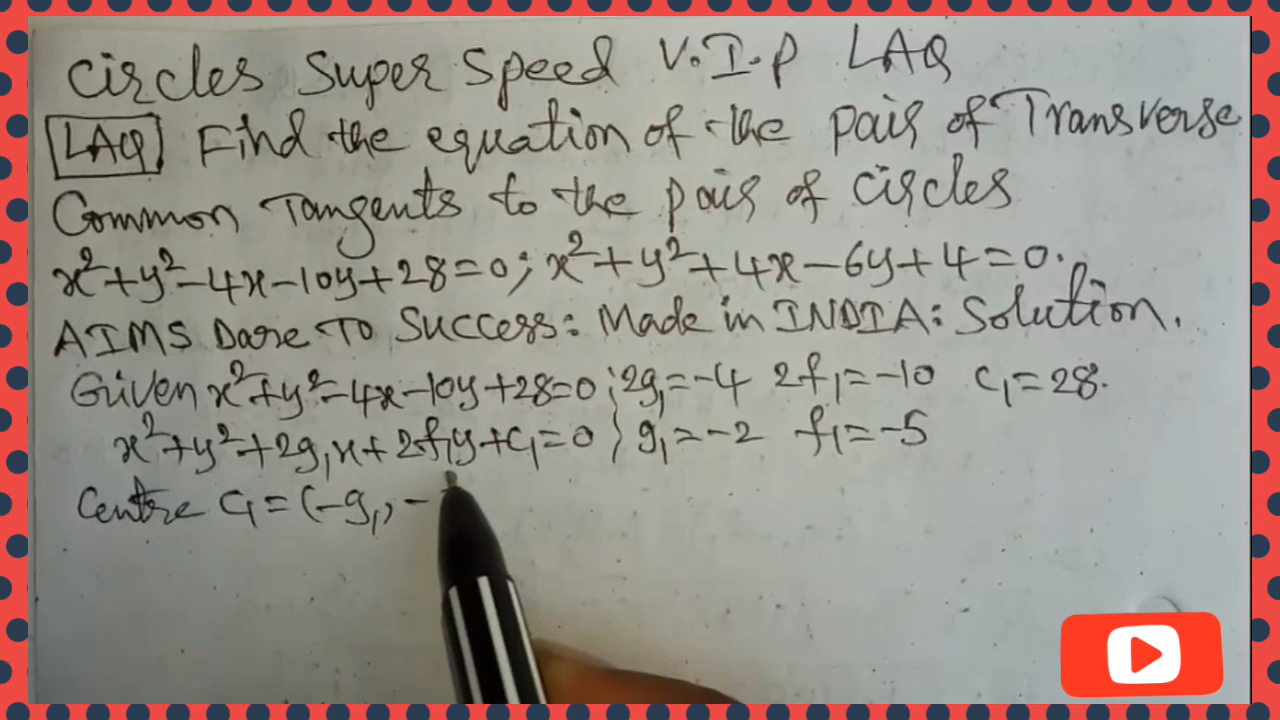 Circles Super Speed V.I.P LAQ
LAQ Find the equation of the pair of Transverse
Common Tangents to the pair of circles
x²+y²-4x-10y+28=0; x²+y²+4x-6y+4=0.
AIMS Dare To Success: Made in INDIA: Solution.
Given x²+y²-4x-10y+28=0; 2g₁=-4 2f₁=-10 c₁=28.
x²+y²+2g₁x+2f₁y+c₁=0 } g₁=-2 f₁=-5
Centre C₁=(-g₁, -